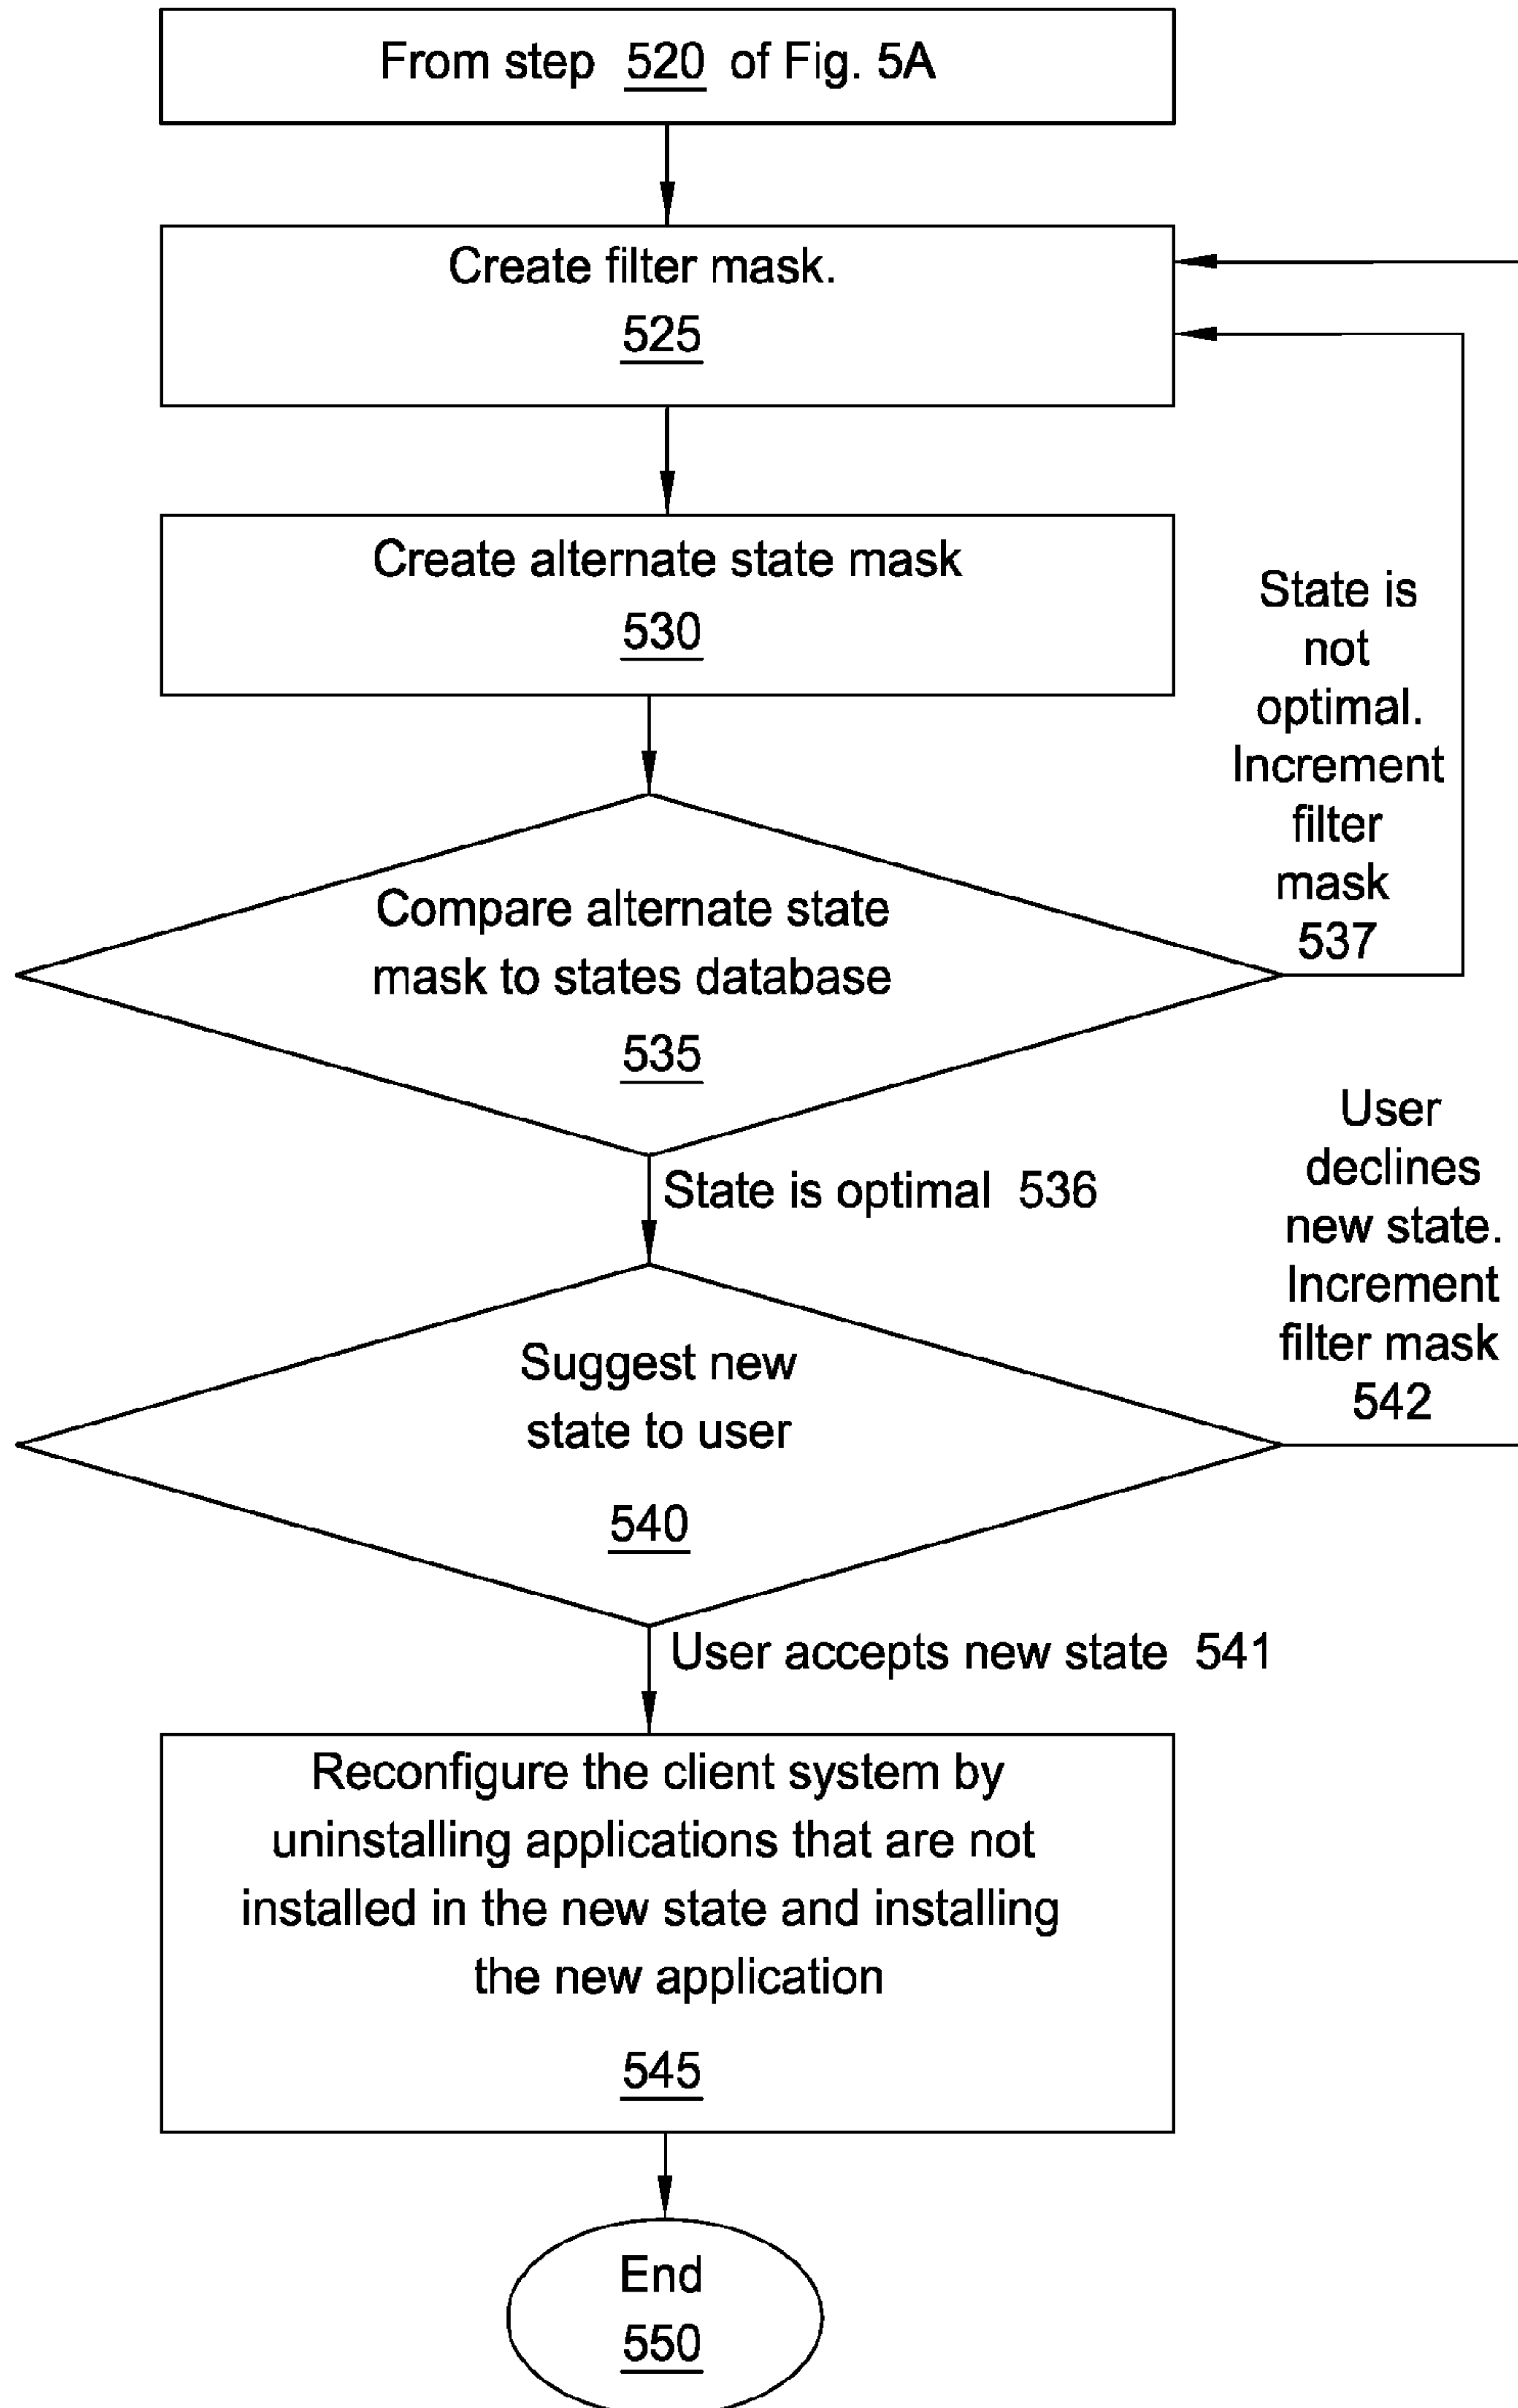 From step 520 of Fig. 5A
Create filter mask.
525
Create alternate state mask
530
State is
not
optimal.
Increment
filter
mask
537
Compare alternate state
mask to states database
535
State is optimal 536
User
declines
new state.
Increment
filter mask
542
Suggest new
state to user
540
User accepts new state 541
Reconfigure the client system by
uninstalling applications that are not
installed in the new state and installing
the new application
545
End
550